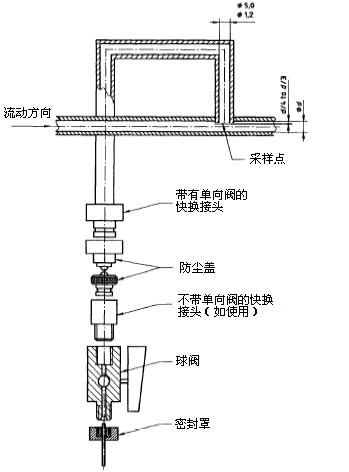 Φ5,0
Φ1,2
d/4 to d/3
Φd
流动方向
采样点
带有单向阀的
快换接头
防尘盖
不带单向阀的快换
接头（如使用）
球阀
密封罩